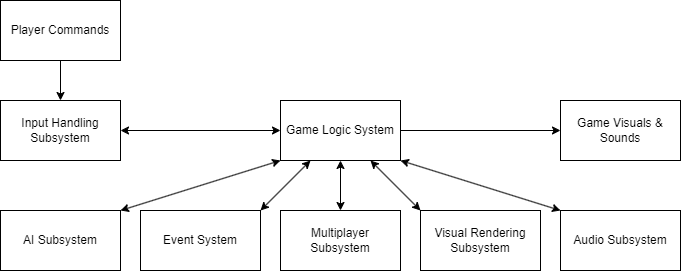 Player Commands
Input Handling
Subsystem
Game Logic System
Game Visuals &
Sounds
AI Subsystem
Event System
Multiplayer
Subsystem
Visual Rendering
Subsystem
Audio Subsystem